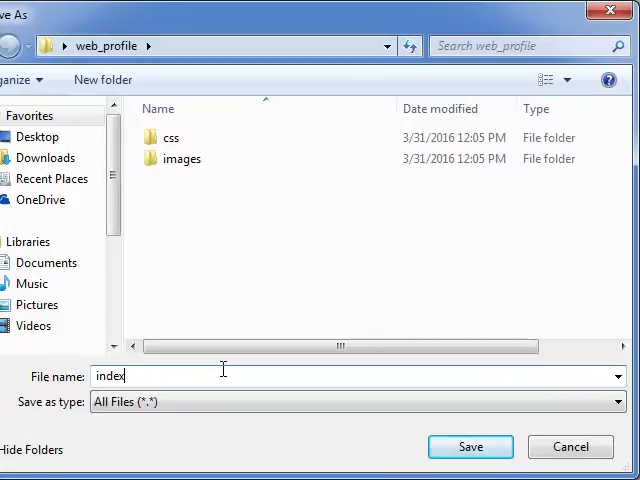 ve As
web_profile
Search web_profile
ganize
New folder
Name
Date modified
Type
Favorites
Desktop
Downloads
Recent Places
OneDrive
Libraries
Documents
Music
Pictures
Videos
css
3/31/2016 12:05 PM
File folder
images
3/31/2016 12:05 PM
File folder
File name:
index
Save as type:
All Files (*.*)
Hide Folders
Save
Cancel